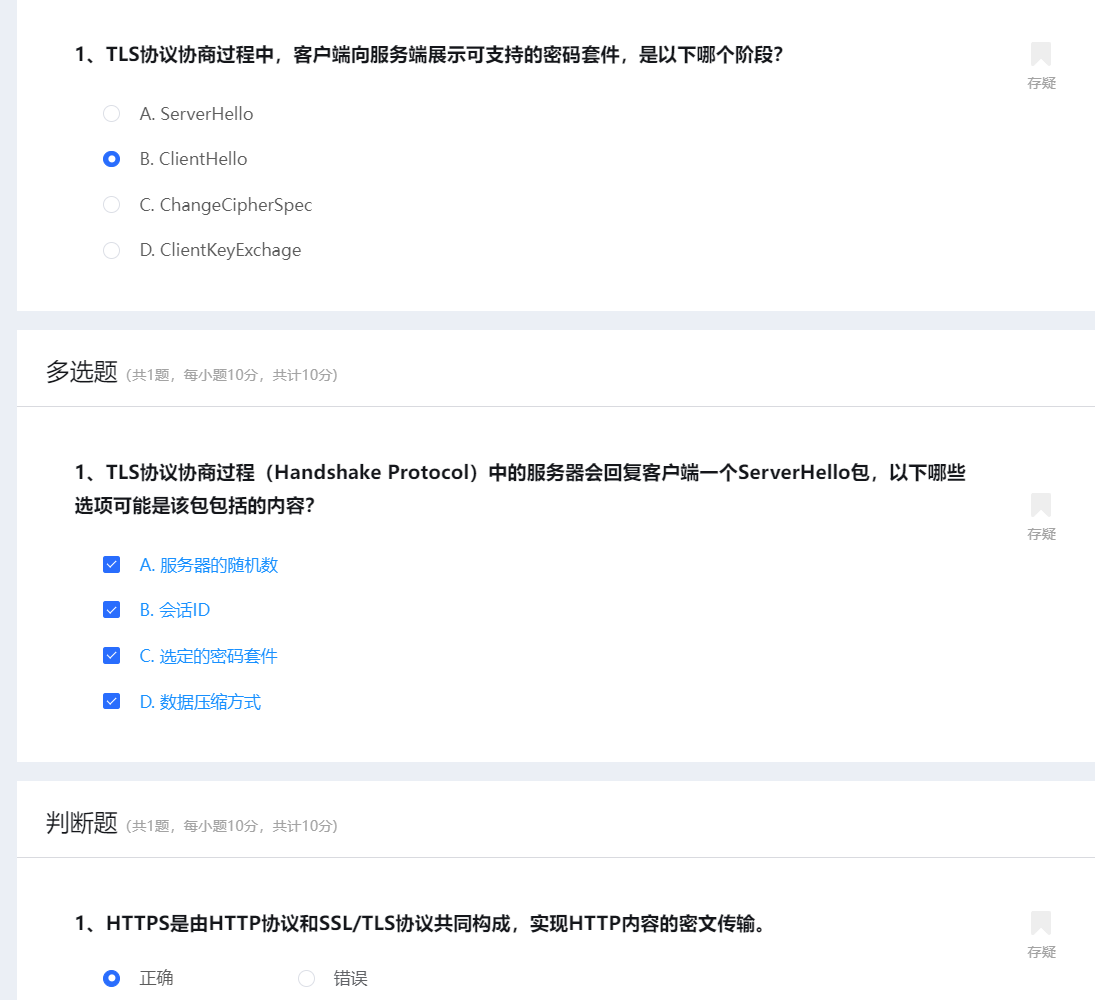 1、TLS协议协商过程中，客户端向服务端展示可支持的密码套件，是以下哪个阶段？
存疑
A. ServerHello
B. ClientHello
C. ChangeCipherSpec
D. ClientKeyExchage
多选题 (共1题，每小题10分，共计10分)
1、TLS协议协商过程（Handshake Protocol）中的服务器会回复客户端一个ServerHello包，以下哪些
选项可能是该包包括的内容？
存疑
A. 服务器的随机数
B. 会话ID
C. 选定的密码套件
D. 数据压缩方式
判断题 (共1题，每小题10分，共计10分)
1、HTTPS是由HTTP协议和SSL/TLS协议共同构成，实现HTTP内容的密文传输。
存疑
正确 错误